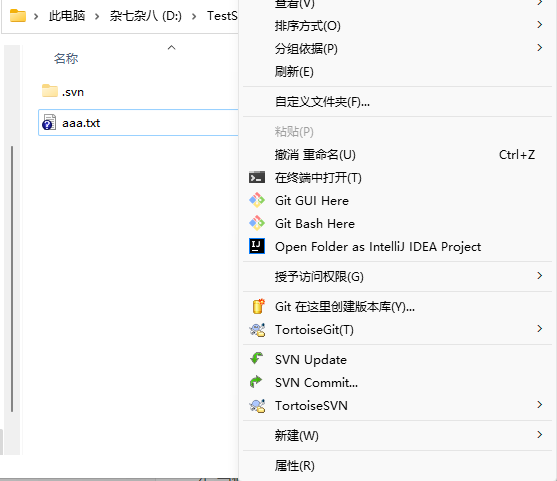 此电脑 > 杂七杂八 (D:) > TestS
名称
.svn
aaa.txt
查看(V)
排序方式(O)
分组依据(P)
刷新(E)
自定义文件夹(F)...
粘贴(P)
撤消 重命名(U) Ctrl+Z
在终端中打开(T)
Git GUI Here
Git Bash Here
Open Folder as IntelliJ IDEA Project
授予访问权限(G)
Git 在这里创建版本库(Y)...
TortoiseGit(T)
SVN Update
SVN Commit...
TortoiseSVN
新建(W)
属性(R)